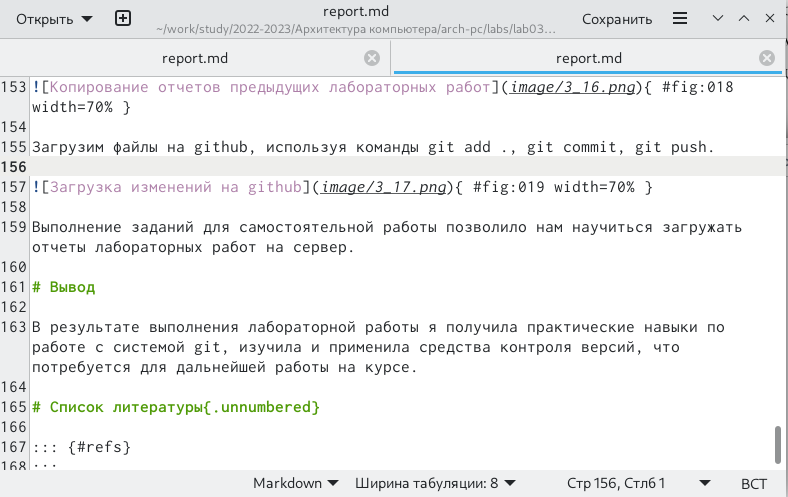 Открыть
report.md
~/work/study/2022-2023/Архитектура компьютера/arch-pc/labs/lab03...
Сохранить
report.md
report.md
153 ![Копирование отчетов предыдущих лабораторных работ](image/3_16.png){ #fig:018
width=70% }
154
155 Загрузим файлы на github, используя команды git add ., git commit, git push.
156
157 ![Загрузка изменений на github](image/3_17.png){ #fig:019 width=70% }
158
159 Выполнение заданий для самостоятельной работы позволило нам научиться загружать
отчеты лабораторных работ на сервер.
160
161 # Вывод
162
163 В результате выполнения лабораторной работы я получила практические навыки по
работе с системой git, изучила и применила средства контроля версий, что
потребуется для дальнейшей работы на курсе.
164
165 # Список литературы{.unnumbered}
166
167 ::: {#refs}
168 :::
Markdown
Ширина табуляции: 8
Стр 156, Стлб 1
ВСТ